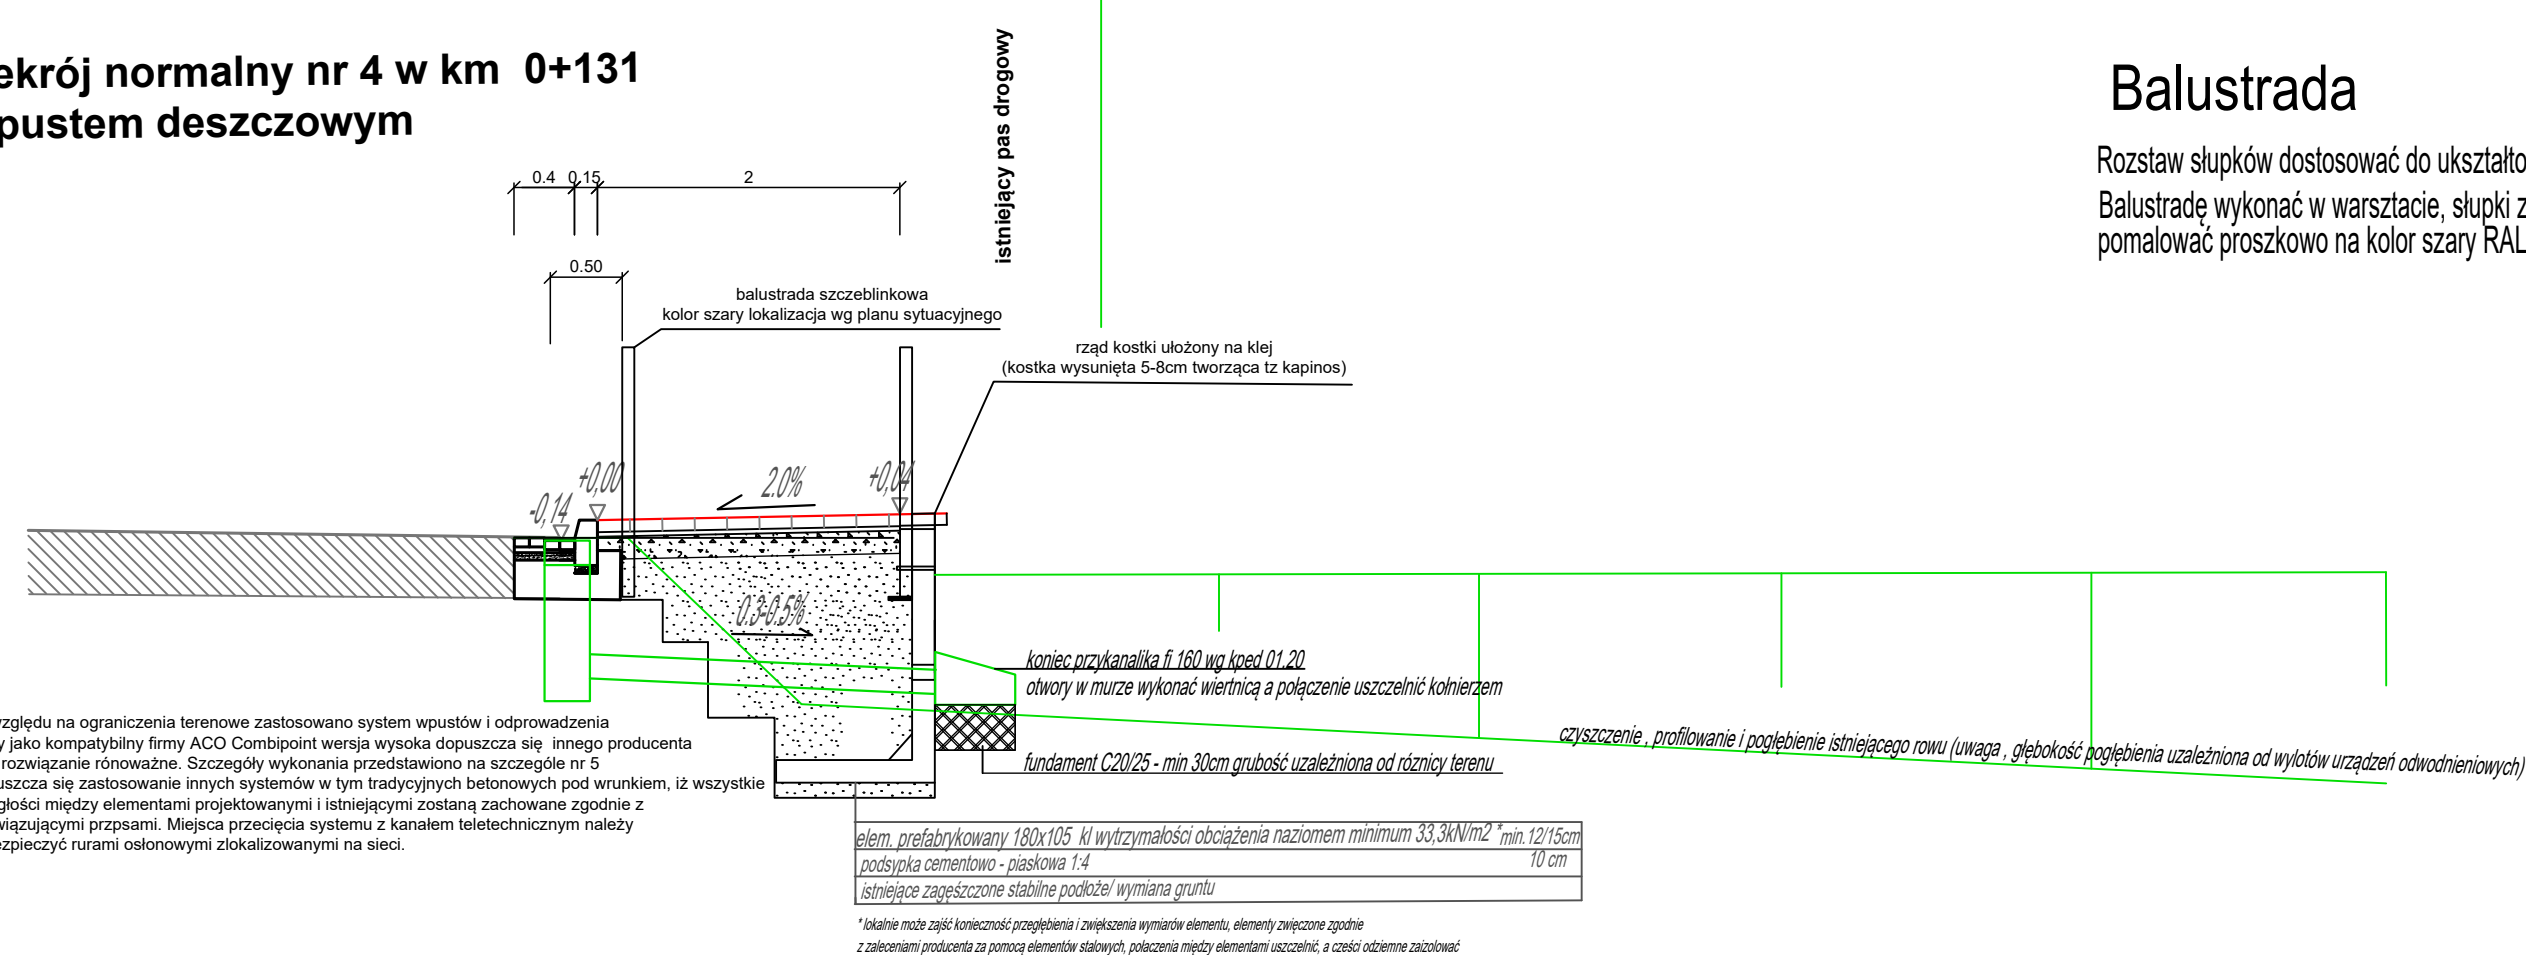 ekrój normalny nr 4 w km 0+131
pustem deszczowym
istniejący pas drogowy
Balustrada
Rozstaw słupków dostosować do ukształto
Balustradę wykonać w warsztacie, słupki z
pomalować proszkowo na kolor szary RAL
0.4 0.15 2
0.50
balustrada szczeblinkowa
kolor szary lokalizacja wg planu sytuacyjnego
rząd kostki ułożony na klej
(kostka wysunięta 5-8cm tworząca tz kapinos)
-0,14
+0,00
2.0%
+0,04
0.3-0.5%
koniec przykanalika fi 160 wg kped 01.20
otwory w murze wykonać wiertnicą a połączenie uszczelnić kołnierzem
fundament C20/25 - min 30cm grubość uzależniona od róznicy terenu
czyszczenie , profilowanie i pogłębienie istniejącego rowu (uwaga , głębokość pogłębienia uzależniona od wylotów urządzeń odwodnieniowych)
względu na ograniczenia terenowe zastosowano system wpustów i odprowadzenia
y jako kompatybilny firmy ACO Combipoint wersja wysoka dopuszcza się innego producenta
rozwiązanie rónoważne. Szczegóły wykonania przedstawiono na szczególe nr 5
uszcza się zastosowanie innych systemów w tym tradycyjnych betonowych pod wrunkiem, iż wszystkie
głości między elementami projektowanymi i istniejącymi zostaną zachowane zgodnie z
wiązującymi przpsami. Miejsca przecięcia systemu z kanałem teletechnicznym należy
ezpieczyć rurami osłonowymi zlokalizowanymi na sieci.
elem. prefabrykowany 180x105 kl wytrzymałości obciążenia naziomem minimum 33,3kN/m2 * min.12/15cm
podsypka cementowo - piaskowa 1:4 10 cm
istniejące zagęszczone stabilne podłoże/ wymiana gruntu
* lokalnie może zajść konieczność przegłębienia i zwiększenia wymiarów elementu, elementy zwięczone zgodnie
z zaleceniami producenta za pomocą elementów stalowych, połaczenia między elementami uszczelnić, a cześci odziemne zaizolować